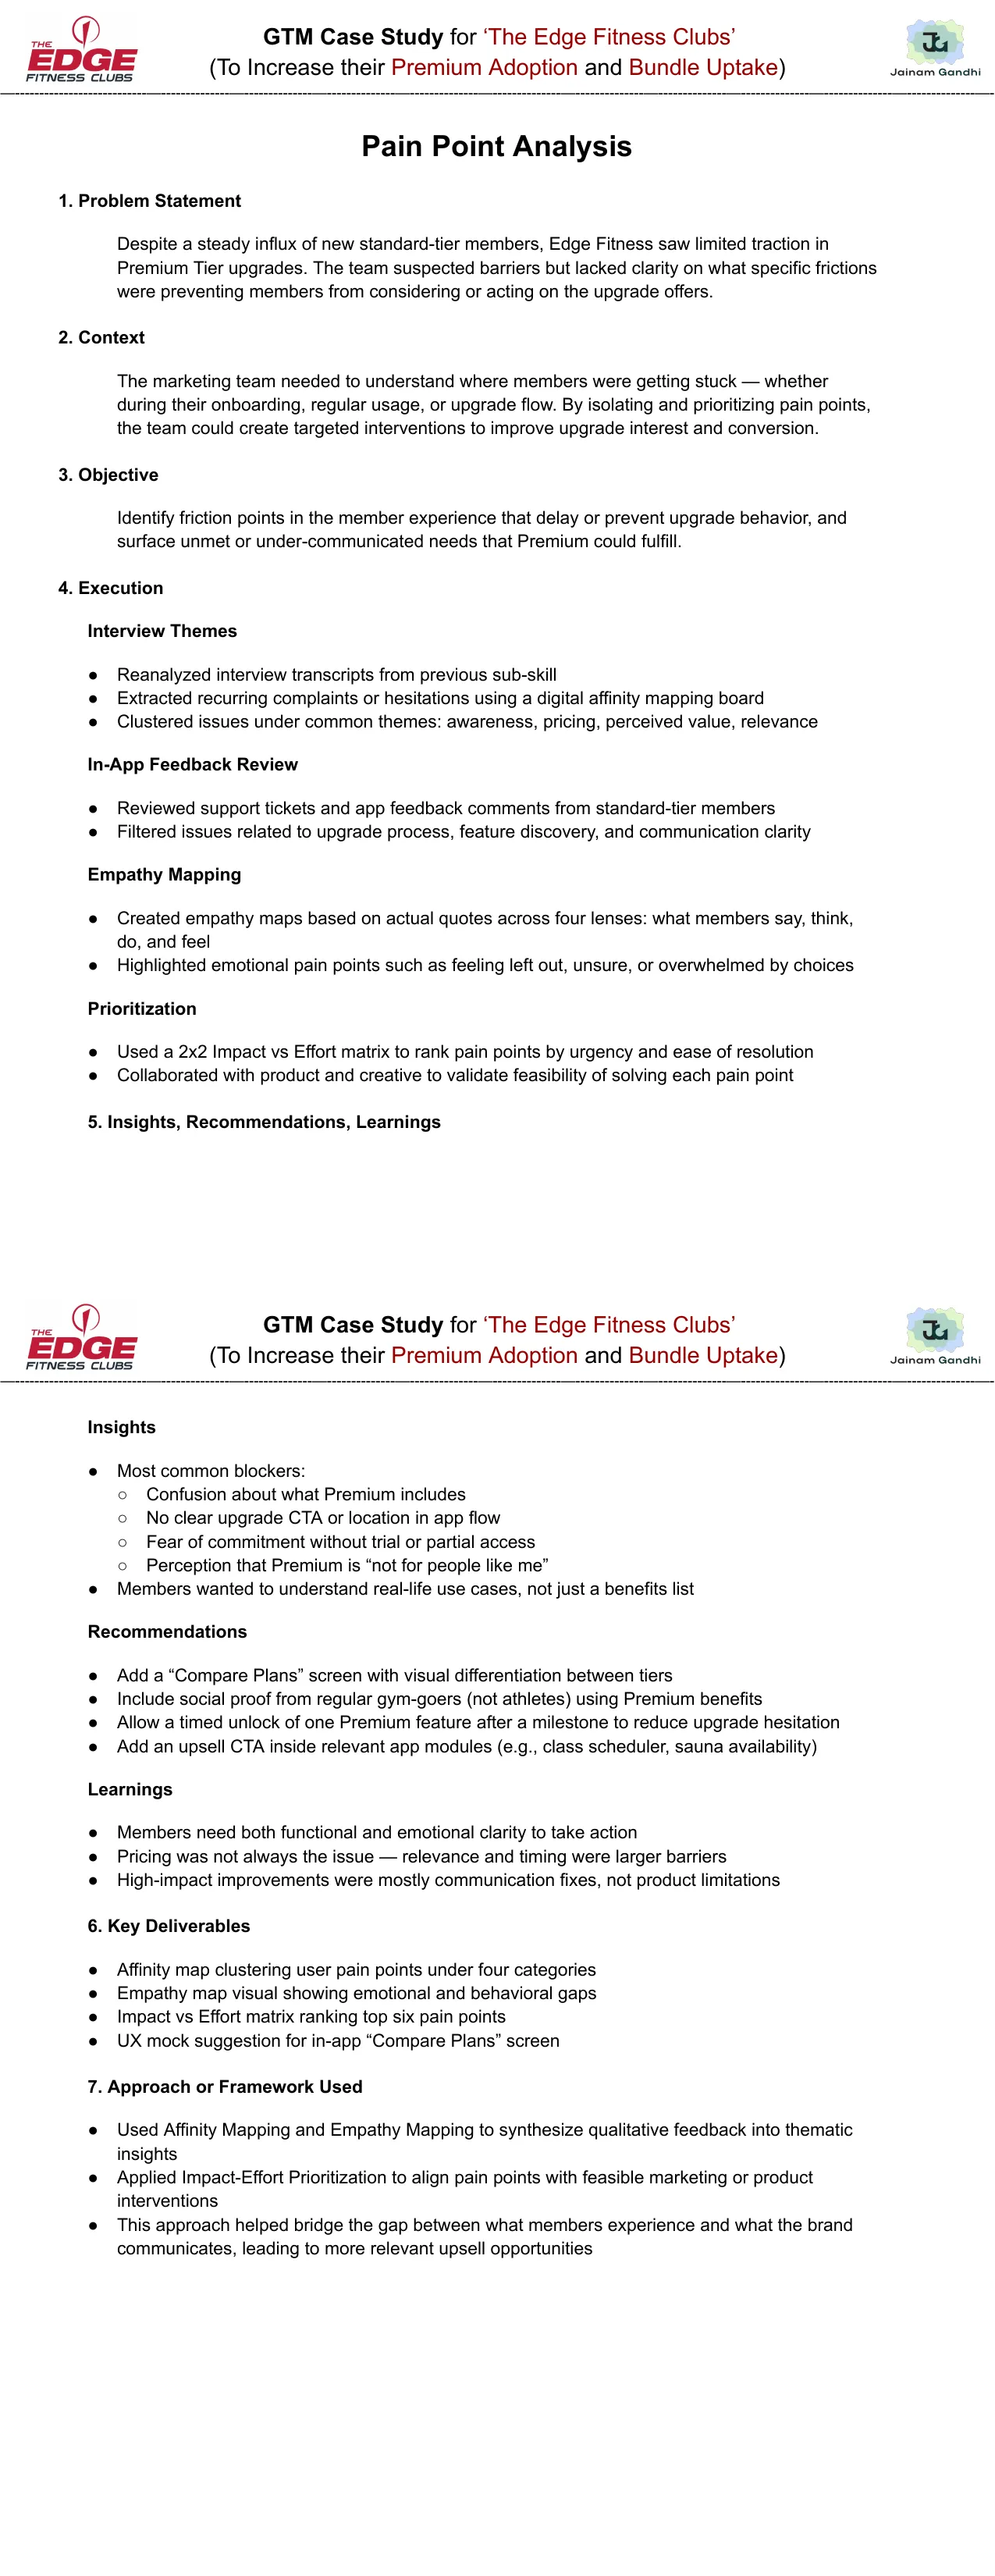 THE
EDGE
FITNESS CLUBS
GTM Case Study for ‘The Edge Fitness Clubs’
(To Increase their Premium Adoption and Bundle Uptake)
JG
Jainam Gandhi
Pain Point Analysis
1. Problem Statement
Despite a steady influx of new standard-tier members, Edge Fitness saw limited traction in
Premium Tier upgrades. The team suspected barriers but lacked clarity on what specific frictions
were preventing members from considering or acting on the upgrade offers.
2. Context
The marketing team needed to understand where members were getting stuck — whether
during their onboarding, regular usage, or upgrade flow. By isolating and prioritizing pain points,
the team could create targeted interventions to improve upgrade interest and conversion.
3. Objective
Identify friction points in the member experience that delay or prevent upgrade behavior, and
surface unmet or under-communicated needs that Premium could fulfill.
4. Execution
Interview Themes
● Reanalyzed interview transcripts from previous sub-skill
● Extracted recurring complaints or hesitations using a digital affinity mapping board
● Clustered issues under common themes: awareness, pricing, perceived value, relevance
In-App Feedback Review
● Reviewed support tickets and app feedback comments from standard-tier members
● Filtered issues related to upgrade process, feature discovery, and communication clarity
Empathy Mapping
● Created empathy maps based on actual quotes across four lenses: what members say, think,
do, and feel
● Highlighted emotional pain points such as feeling left out, unsure, or overwhelmed by choices
Prioritization
● Used a 2x2 Impact vs Effort matrix to rank pain points by urgency and ease of resolution
● Collaborated with product and creative to validate feasibility of solving each pain point
5. Insights, Recommendations, Learnings
THE
EDGE
FITNESS CLUBS
GTM Case Study for ‘The Edge Fitness Clubs’
(To Increase their Premium Adoption and Bundle Uptake)
JG
Jainam Gandhi
Insights
● Most common blockers:
○ Confusion about what Premium includes
○ No clear upgrade CTA or location in app flow
○ Fear of commitment without trial or partial access
○ Perception that Premium is “not for people like me”
● Members wanted to understand real-life use cases, not just a benefits list
Recommendations
● Add a “Compare Plans” screen with visual differentiation between tiers
● Include social proof from regular gym-goers (not athletes) using Premium benefits
● Allow a timed unlock of one Premium feature after a milestone to reduce upgrade hesitation
● Add an upsell CTA inside relevant app modules (e.g., class scheduler, sauna availability)
Learnings
● Members need both functional and emotional clarity to take action
● Pricing was not always the issue — relevance and timing were larger barriers
● High-impact improvements were mostly communication fixes, not product limitations
6. Key Deliverables
● Affinity map clustering user pain points under four categories
● Empathy map visual showing emotional and behavioral gaps
● Impact vs Effort matrix ranking top six pain points
● UX mock suggestion for in-app “Compare Plans” screen
7. Approach or Framework Used
● Used Affinity Mapping and Empathy Mapping to synthesize qualitative feedback into thematic
insights
● Applied Impact-Effort Prioritization to align pain points with feasible marketing or product
interventions
● This approach helped bridge the gap between what members experience and what the brand
communicates, leading to more relevant upsell opportunities